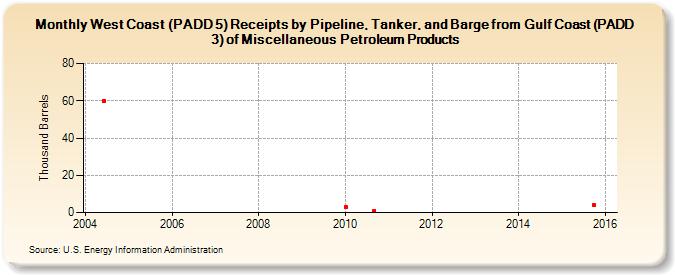 Monthly West Coast (PADD 5) Receipts by Pipeline, Tanker, and Barge from Gulf Coast (PADD
3) of Miscellaneous Petroleum Products
Thousand Barrels
80
60
40
20
0
2004 2006 2008 2010 2012 2014 2016
Source: U.S. Energy Information Administration